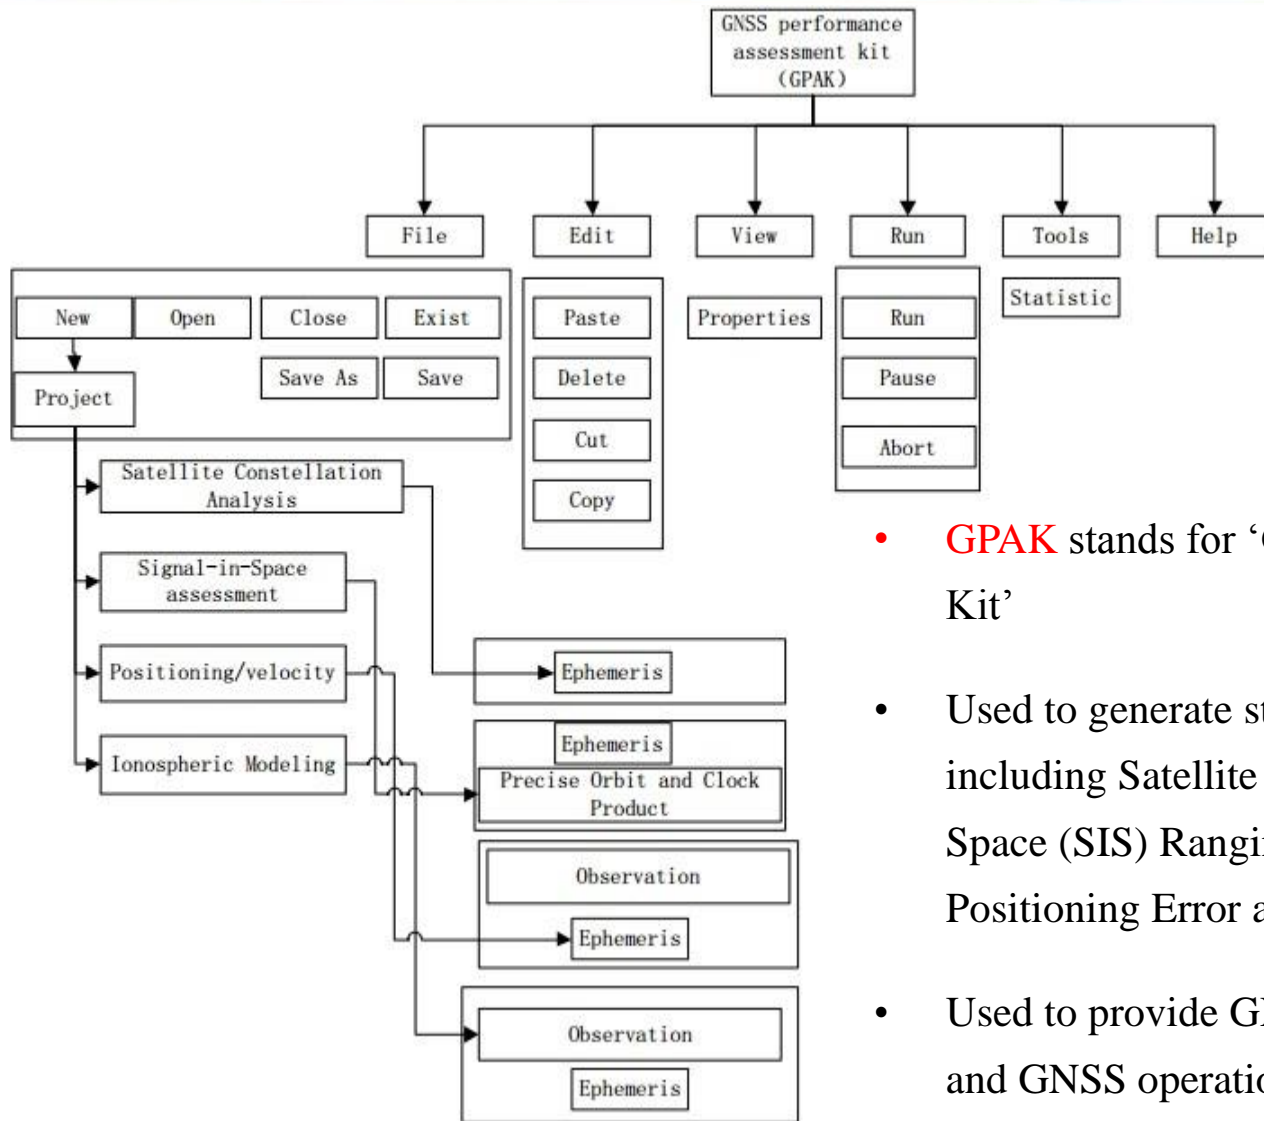 GNSS performance
assessment kit
(GPAK)
File
Edit
View
Run
Tools
Help
New
Open
Close
Exist
Save As
Save
Project
Paste
Delete
Cut
Copy
Properties
Run
Pause
Abort
Statistic
Satellite Constellation
Analysis
Signal-in-Space
assessment
Positioning/velocity
Ionospheric Modeling
Ephemeris
Ephemeris
Precise Orbit and Clock
Product
Observation
Ephemeris
Observation
Ephemeris
• GPAK stands for ‘
Kit’
• Used to generate
including Satellite
Space (SIS)
Positioning Error
• Used to provide
and GNSS